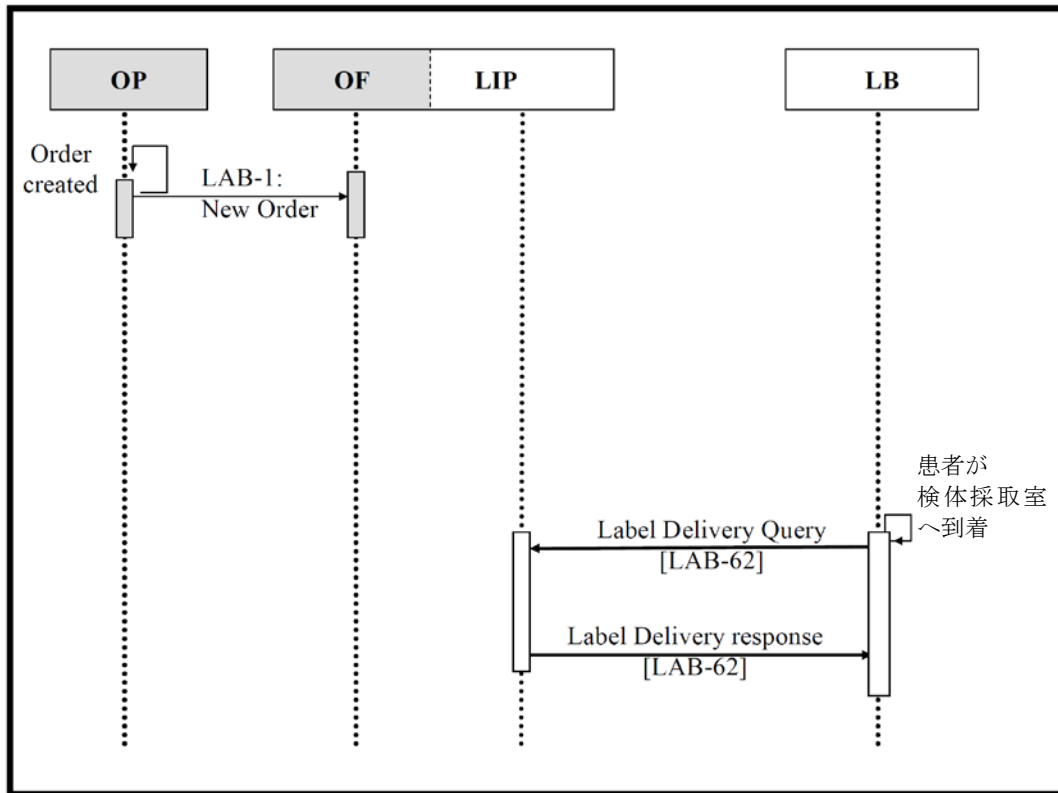 OP
OF
LIP
LB
Order
created
LAB-1:
New Order
患者が
検体採取室
へ到着
Label Delivery Query
[LAB-62]
Label Delivery response
[LAB-62]